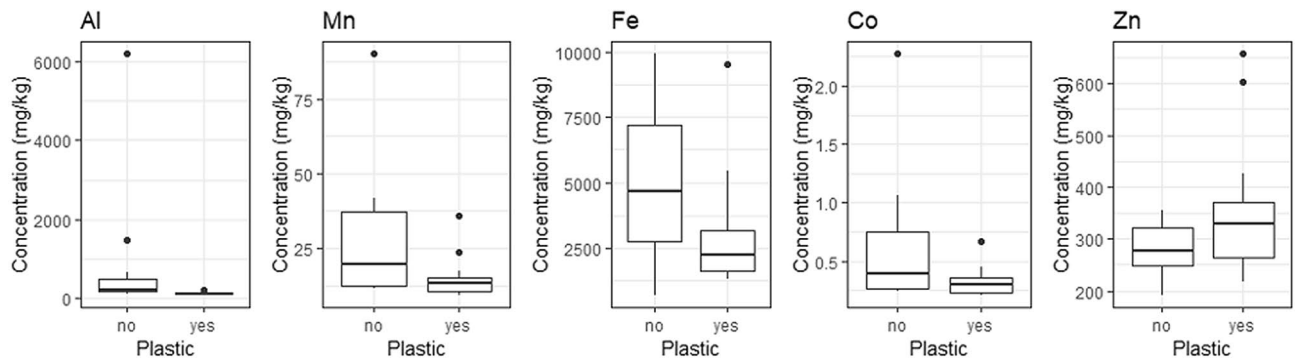 Al
Mn
Fe
Co
Zn
Concentration (mg/kg)
6000
4000
2000
0
no
yes
Plastic
Concentration (mg/kg)
75
50
25
no
yes
Plastic
Concentration (mg/kg)
10000
7500
5000
2500
no
yes
Plastic
Concentration (mg/kg)
2.0
1.5
1.0
0.5
no
yes
Plastic
Concentration (mg/kg)
600
500
400
300
200
no
yes
Plastic